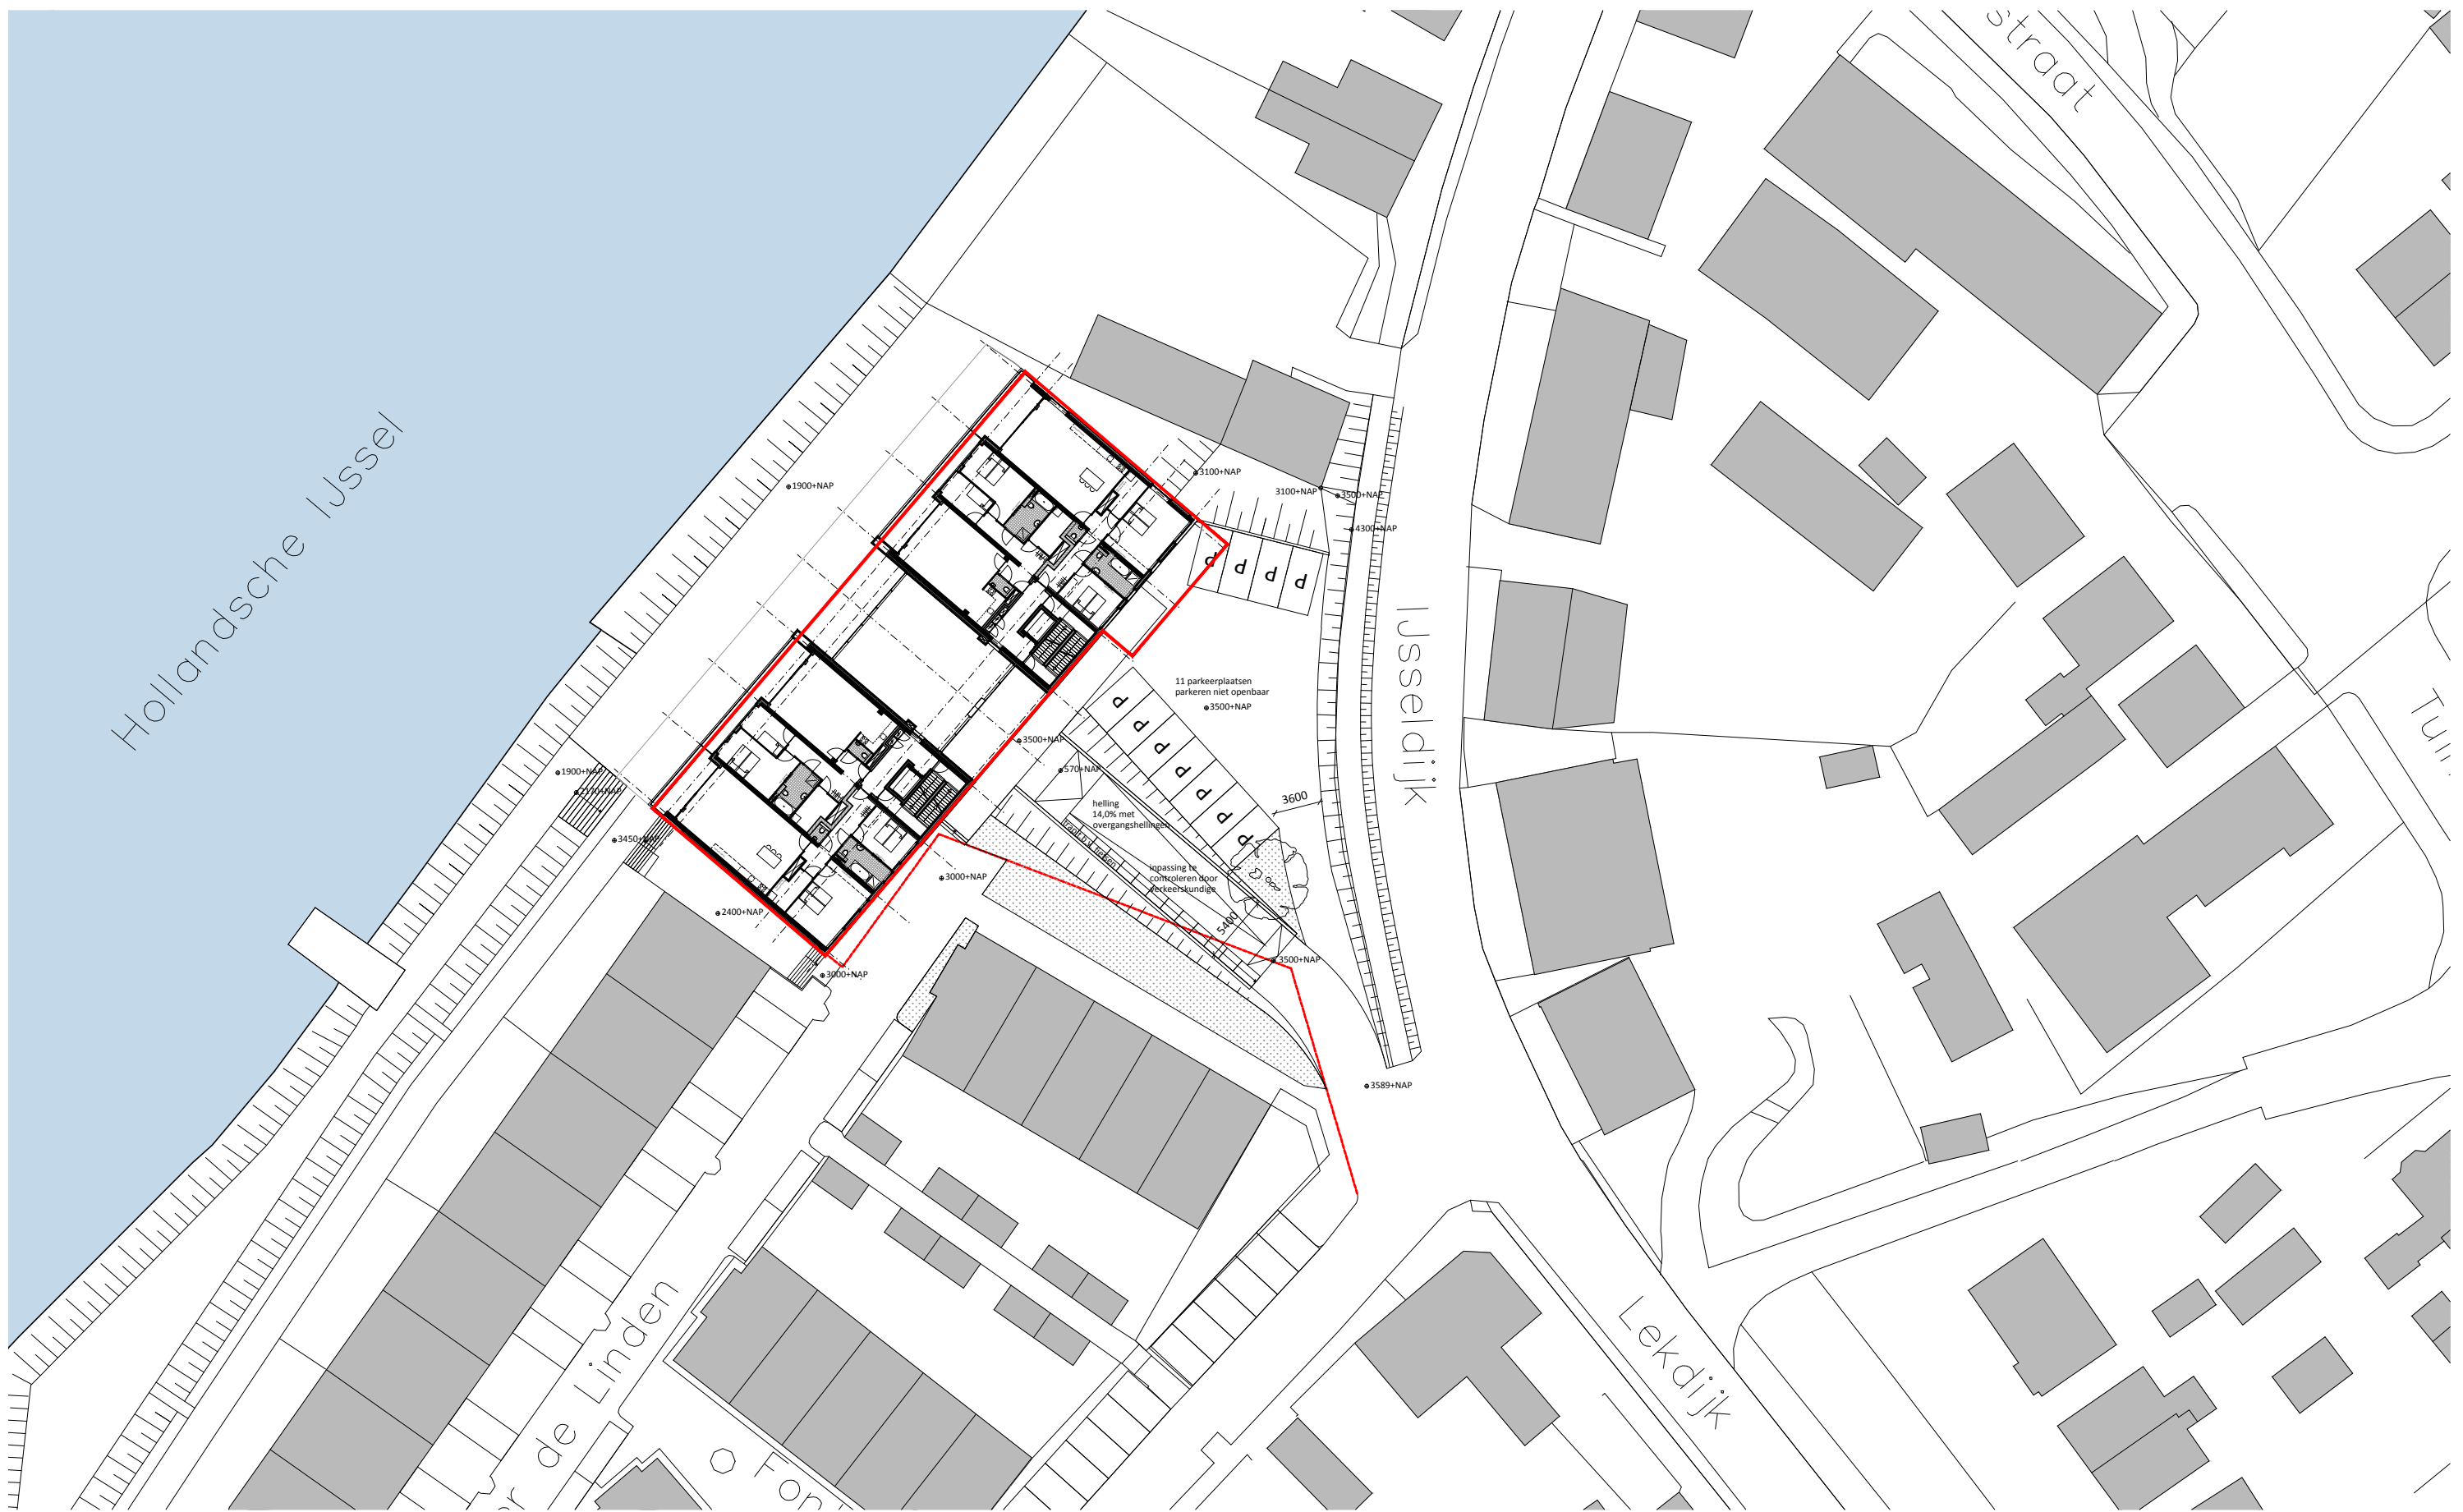 Straat
Hollandsche IJssel
3100+NAP
1900+NAP
3100+NAP
3500+NAP
4300+NAP
P P P P
IJsseldijk
11 parkeerplaatsen
parkeren niet openbaar
3500+NAP
P
P
P
P
P
P
P
3500+NAP
570+NAP
1900+NAP
2170+NAP
3600
helling
14,0% met
overgangshellingen
3450+NAP
inpassing te
controleren door
verkeerskundige
3000+NAP
2400+NAP
5400
3500+NAP
3000+NAP
3589+NAP
Tuin
Lekdijk
de Linden
Fon